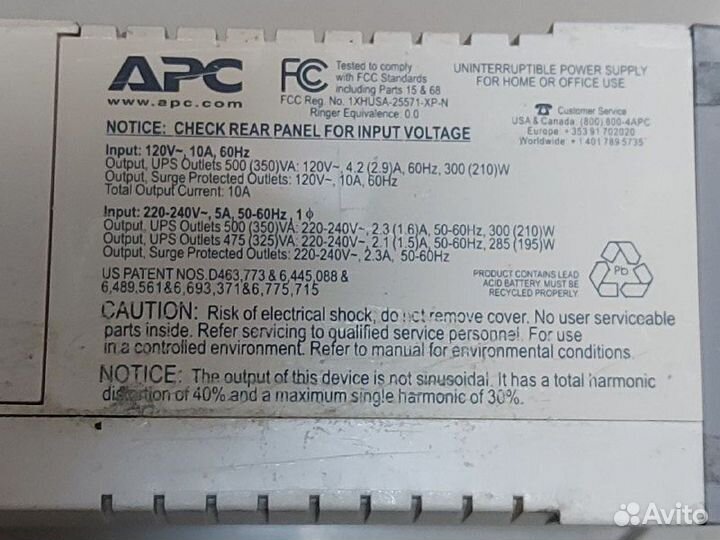 APC
www.apc.com
FC
Tested to comply
with FCC Standards
including Parts 15 & 68
FCC Reg. No. 1XHUSA-25571-XP-N
Ringer Equivalence: 0.0
UNINTERRUPTIBLE POWER SUPPLY
FOR HOME OR OFFICE USE
☎ Customer Service
USA & Canada: (800) 800-4APC
Europe: +353 91 702020
Worldwide: +1 401 789 5735
NOTICE: CHECK REAR PANEL FOR INPUT VOLTAGE
Input: 120V~, 10A, 60Hz
Output, UPS Outlets 500 (350)VA: 120V~, 4.2 (2.9)A, 60Hz, 300 (210)W
Output, Surge Protected Outlets: 120V~, 10A, 60Hz
Total Output Current: 10A
Input: 220-240V~, 5A, 50-60Hz, 1 ϕ
Output, UPS Outlets 500 (350)VA: 220-240V~, 2.3 (1.6)A, 50-60Hz, 300 (210)W
Output, UPS Outlets 475 (325)VA: 220-240V~, 2.1 (1.5)A, 50-60Hz, 285 (195)W
Output, Surge Protected Outlets: 220-240V~, 2.3A, 50-60Hz
US PATENT NOS.D463,773 & 6,445,088 &
6,489,561& 6,693,371 &6,775,715
PRODUCT CONTAINS LEAD
ACID BATTERY. MUST BE
RECYCLED PROPERLY
Pb
CAUTION: Risk of electrical shock, do not remove cover. No user serviceable
parts inside. Refer servicing to qualified service personnel. For use
in a controlled environment. Refer to manual for environmental conditions.
NOTICE: The output of this device is not sinusoidal. It has a total harmonic
distortion of 40% and a maximum single harmonic of 30%.
Avito